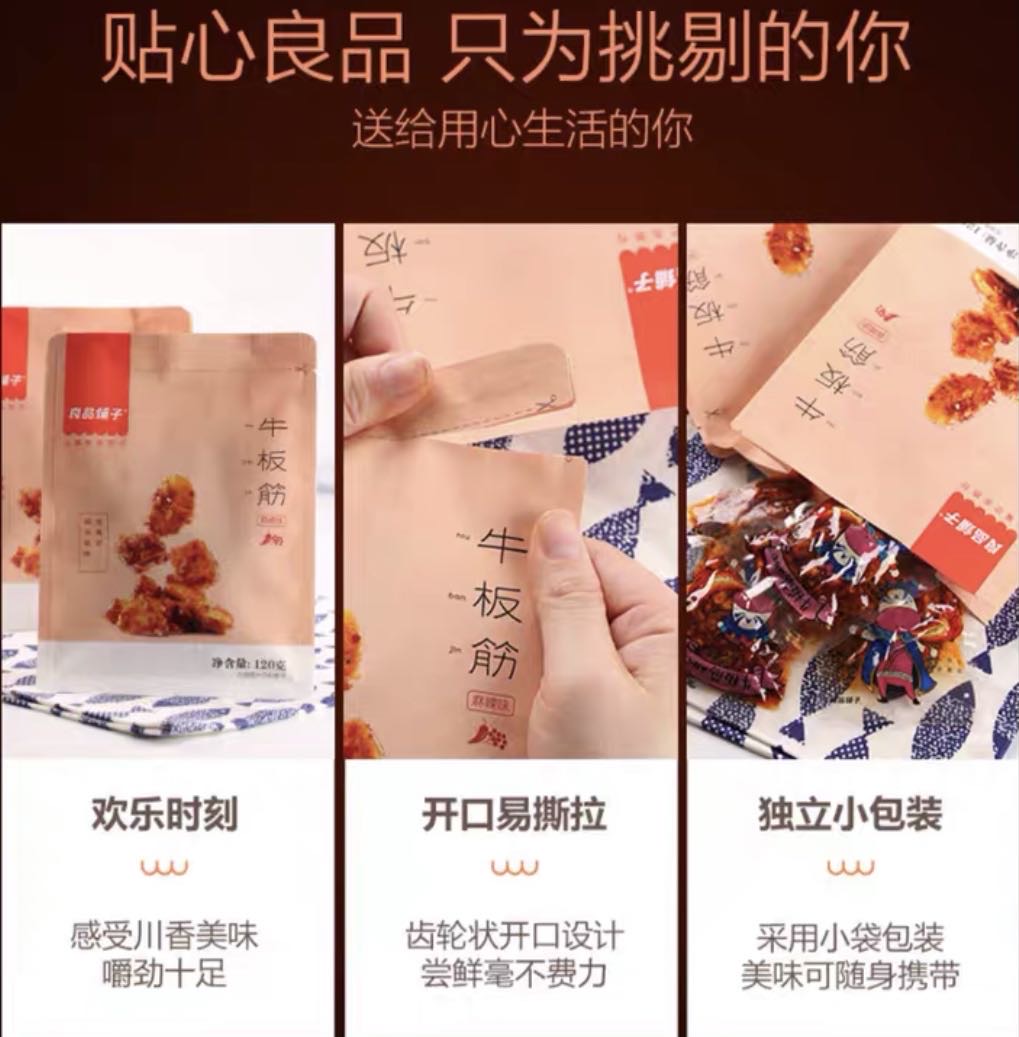 贴心良品 只为挑剔的你
送给用心生活的你
良品铺子
牛板筋
净含量: 120克
铺子
牛板筋
niu
ban
jin
麻辣味
牛板筋
良品铺子
欢乐时刻
感受川香美味
嚼劲十足
开口易撕拉
齿轮状开口设计
尝鲜毫不费力
独立小包装
采用小袋包装
美味可随身携带